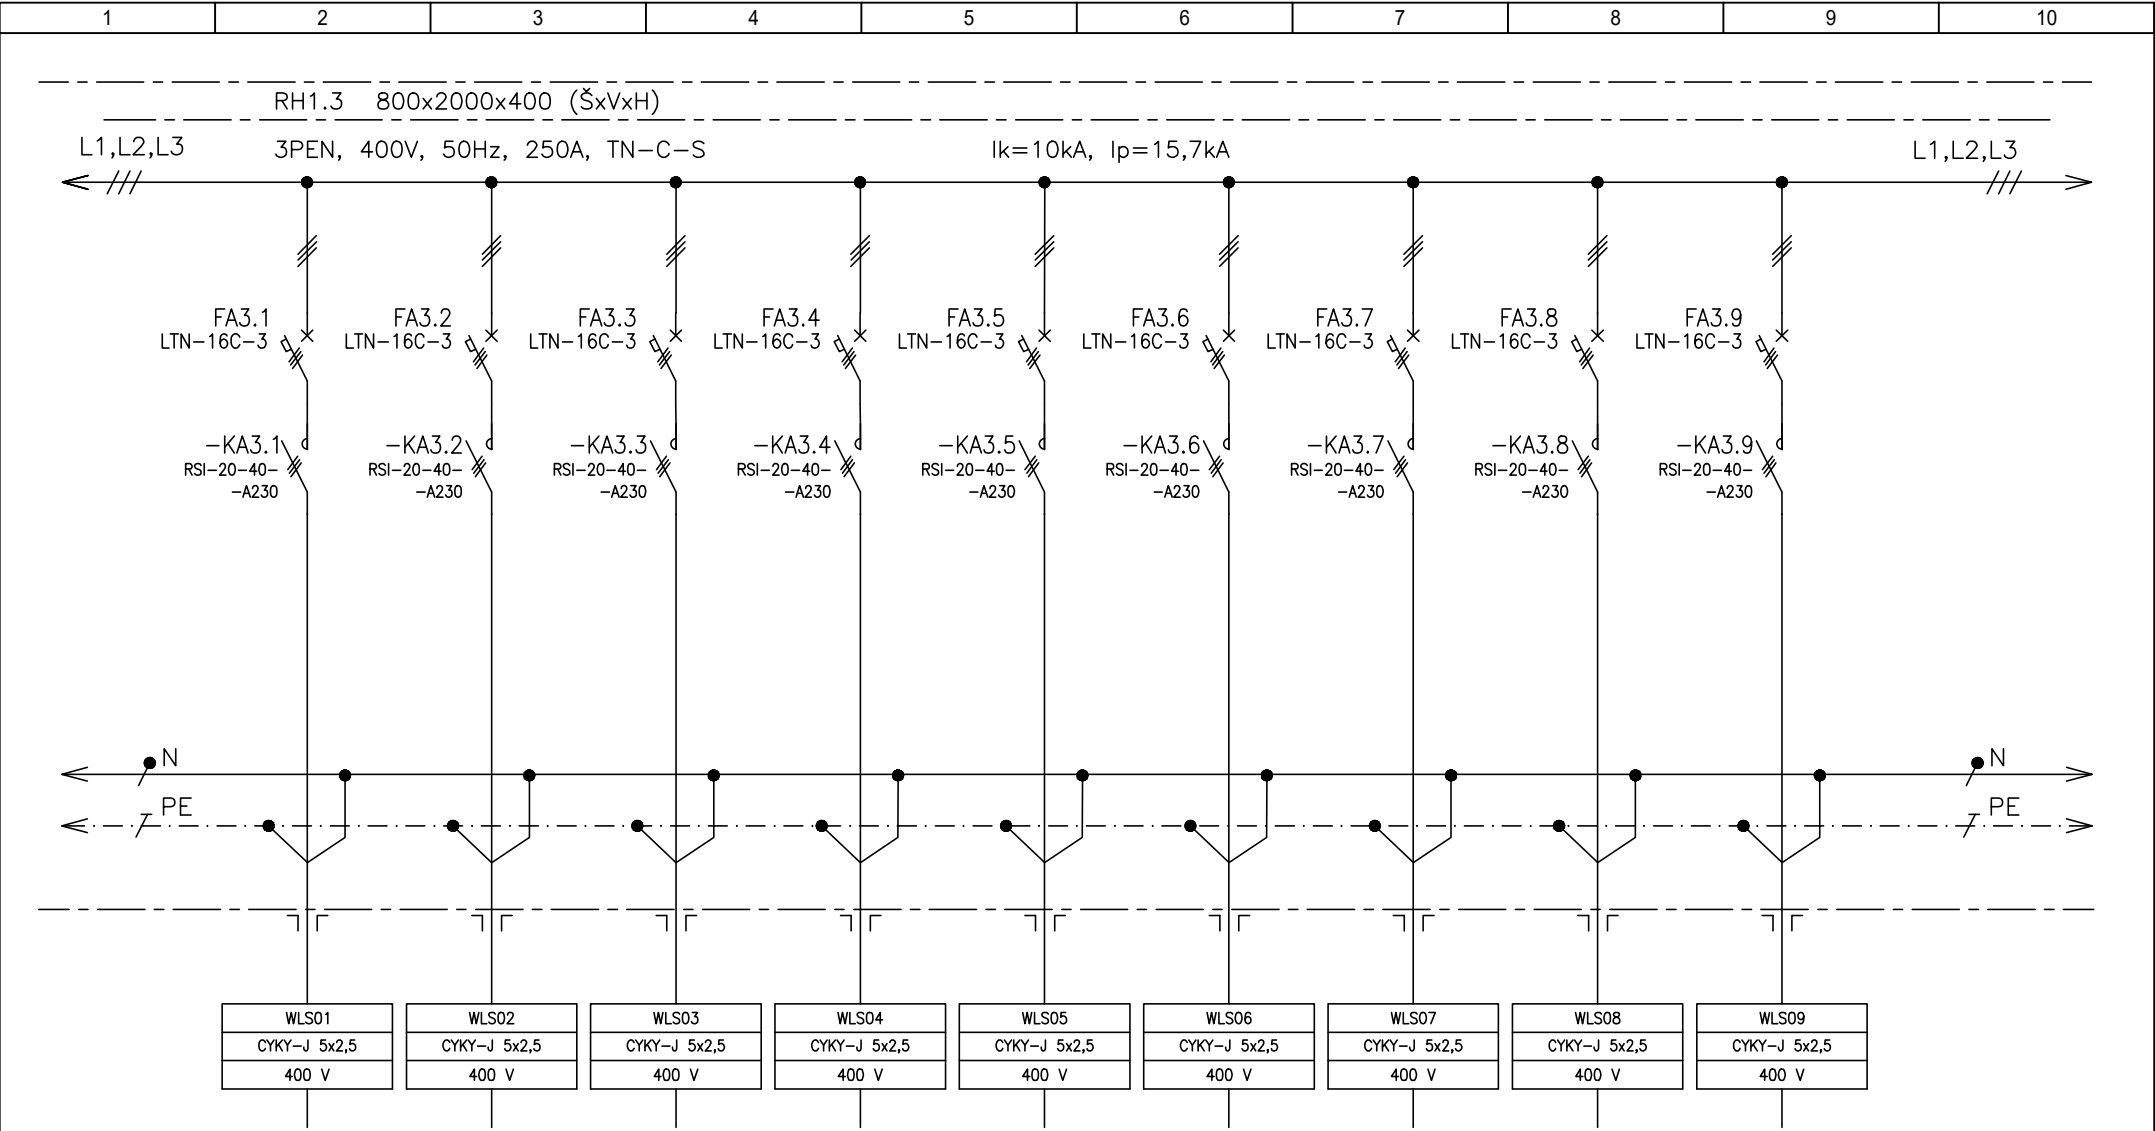 1 2 3 4 5 6 7 8 9 10
RH1.3 800x2000x400 (ŠxVxH)
L1,L2,L3 3PEN, 400V, 50Hz, 250A, TN-C-S Ik=10kA, Ip=15,7kA L1,L2,L3
FA3.1 FA3.2 FA3.3 FA3.4 FA3.5 FA3.6 FA3.7 FA3.8 FA3.9
LTN-16C-3 LTN-16C-3 LTN-16C-3 LTN-16C-3 LTN-16C-3 LTN-16C-3 LTN-16C-3 LTN-16C-3 LTN-16C-3
-KA3.1 -KA3.2 -KA3.3 -KA3.4 -KA3.5 -KA3.6 -KA3.7 -KA3.8 -KA3.9
RSI-20-40- RSI-20-40- RSI-20-40- RSI-20-40- RSI-20-40- RSI-20-40- RSI-20-40- RSI-20-40- RSI-20-40-
-A230 -A230 -A230 -A230 -A230 -A230 -A230 -A230 -A230
N N
PE PE
WLS01 WLS02 WLS03 WLS04 WLS05 WLS06 WLS07 WLS08 WLS09
CYKY-J 5x2,5 CYKY-J 5x2,5 CYKY-J 5x2,5 CYKY-J 5x2,5 CYKY-J 5x2,5 CYKY-J 5x2,5 CYKY-J 5x2,5 CYKY-J 5x2,5 CYKY-J 5x2,5
400 V 400 V 400 V 400 V 400 V 400 V 400 V 400 V 400 V